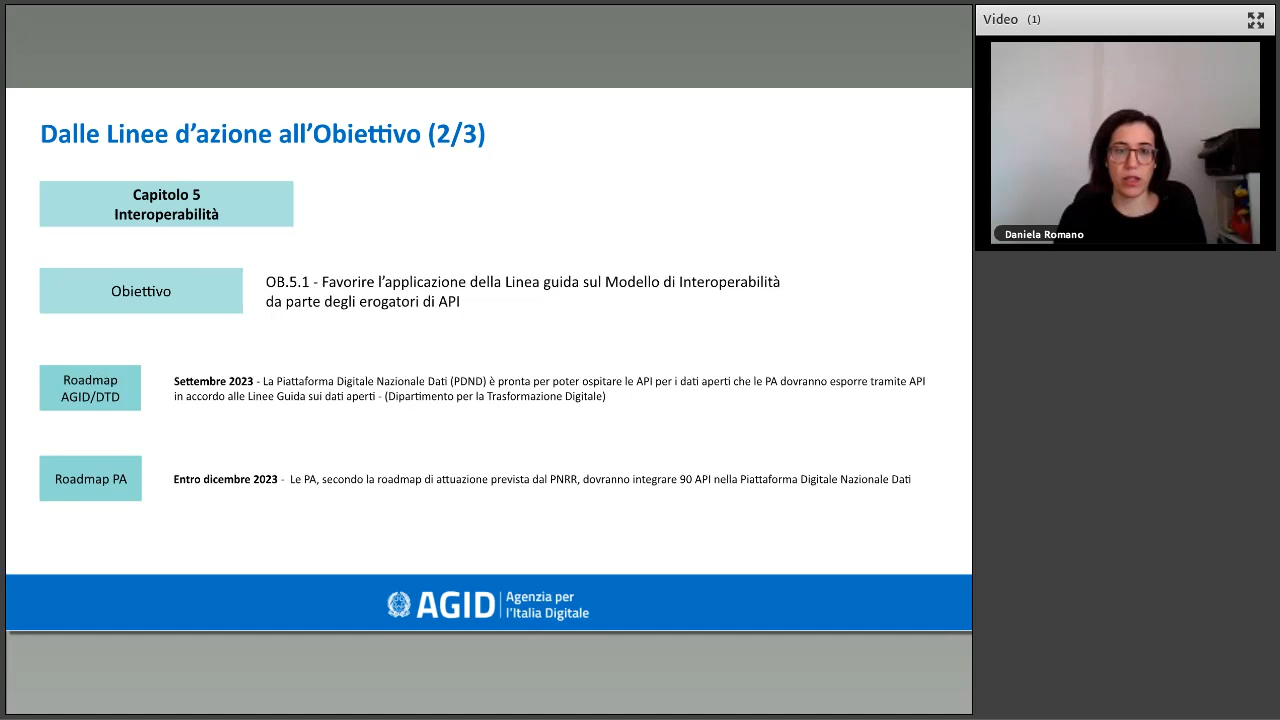 Video (1)
Dalle Linee d'azione all'Obiettivo (2/3)
Capitolo 5
Interoperabilità
Obiettivo
OB.5.1 - Favorire l'applicazione della Linea guida sul Modello di Interoperabilità
da parte degli erogatori di API
Roadmap
AGID/DTD
Settembre 2023 - La Piattaforma Digitale Nazionale Dati (PDND) è pronta per poter ospitare le API per i dati aperti che le PA dovranno esporre tramite API
in accordo alle Linee Guida sui dati aperti - (Dipartimento per la Trasformazione Digitale)
Roadmap PA
Entro dicembre 2023 - Le PA, secondo la roadmap di attuazione prevista dal PNRR, dovranno integrare 90 API nella Piattaforma Digitale Nazionale Dati
AGID Agenzia per
l'Italia Digitale
Daniela Romano